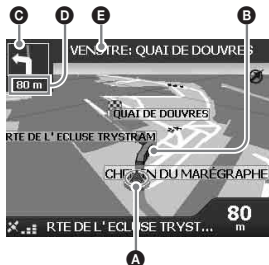 C D E B
VENSTRE: QUAI DE DOUVRES
80 m
QUAI DE DOUVRES
RTE DE L'ECLUSE TRYSTRAM
CHEMIN DU MARÉGRAPHE
80
m
RTE DE L'ECLUSE TRYST...
A